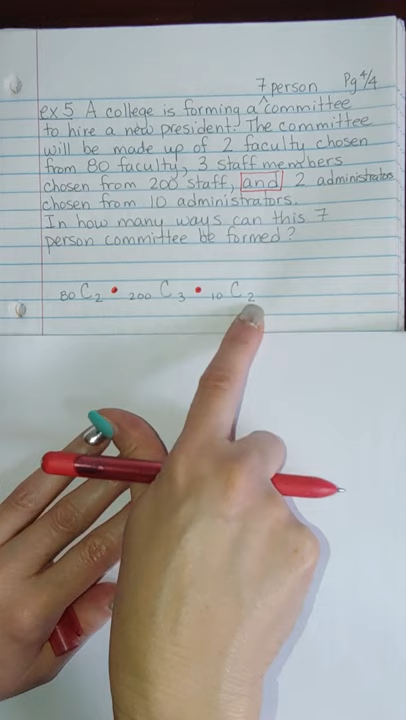 7 person Pg 4/4
ex 5 A college is forming a ^ committee
to hire a new president. The committee
will be made up of 2 faculty chosen
from 80 faculty, 3 staff members
chosen from 200 staff, and 2 administrators
chosen from 10 administrators.
In how many ways can this 7
person committee be formed?
₈₀C₂ • ₂₀₀C₃ • ₁₀C₂